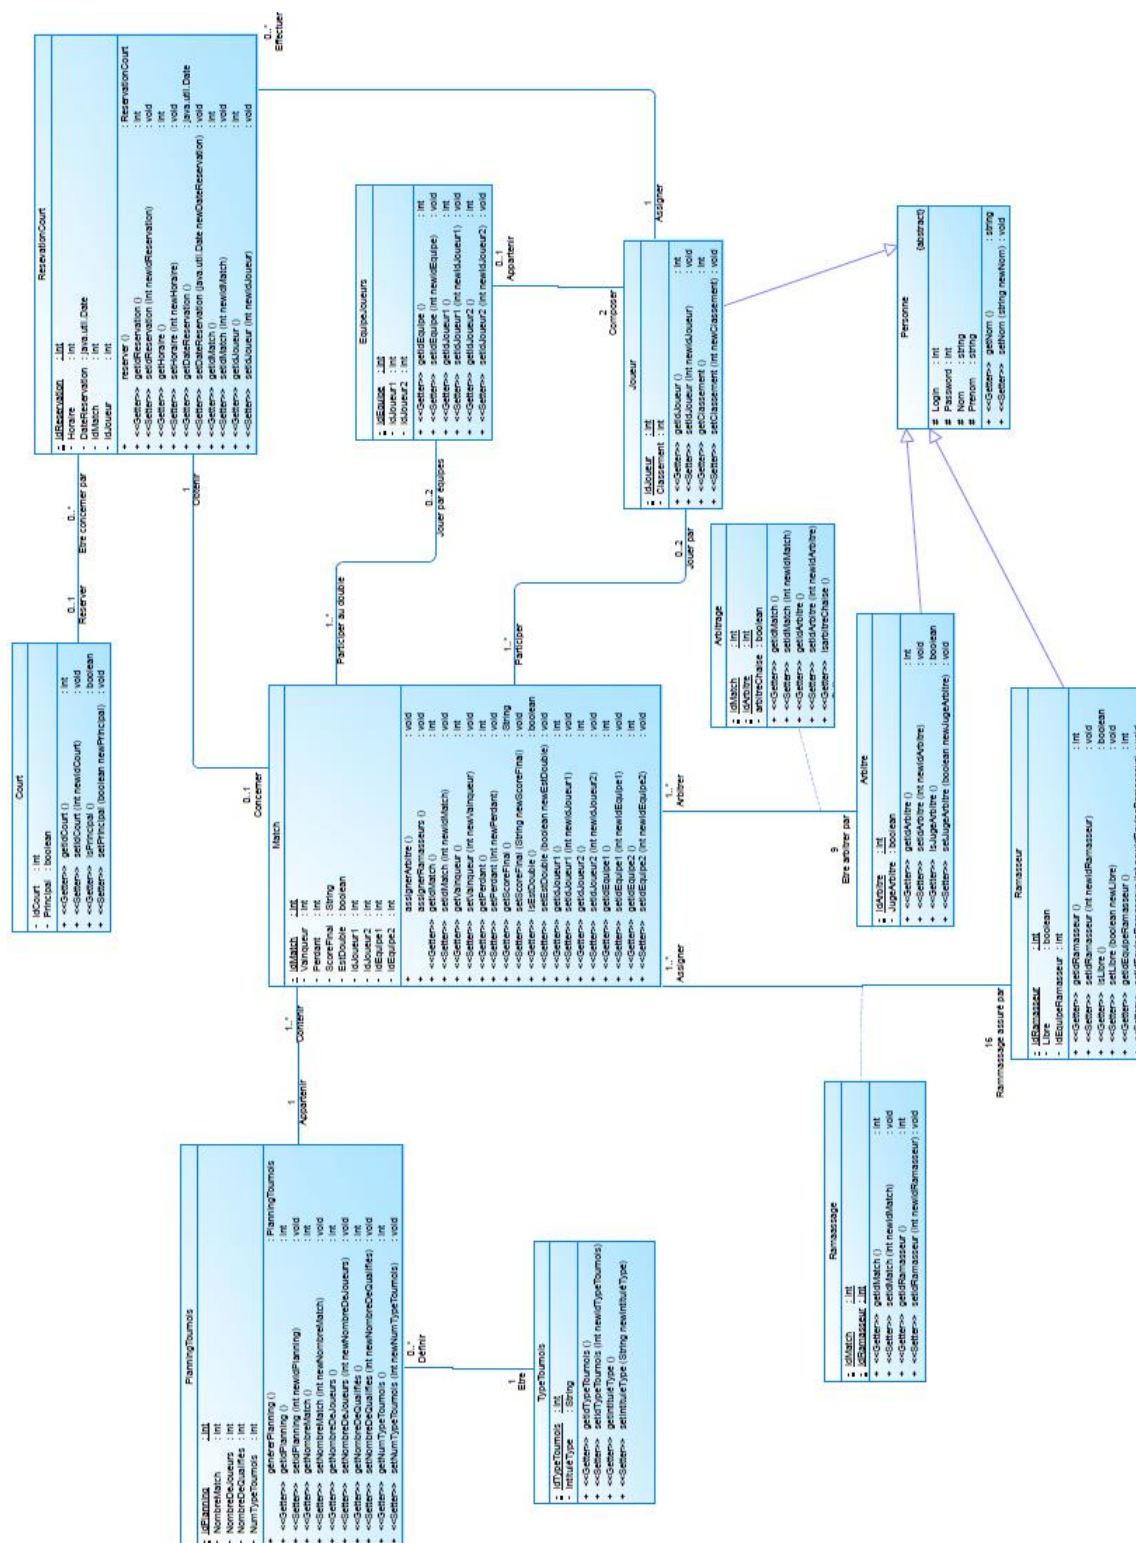 PlanningTournois
- idPlanning : int
- NombreMatch : int
- NombreDeJoueurs : int
- NombreDeQualifiés : int
- NumTypeTournois : int
+ générerPlanning () : PlanningTournois
+ <<Getter>> getidPlanning () : int
+ <<Setter>> setidPlanning (int newidPlanning) : void
+ <<Getter>> getNombreMatch () : int
+ <<Setter>> setNombreMatch (int newNombreMatch) : void
+ <<Getter>> getNombreDeJoueurs () : int
+ <<Setter>> setNombreDeJoueurs (int newNombreDeJoueurs) : void
+ <<Getter>> getNombreDeQualifiés () : int
+ <<Setter>> setNombreDeQualifiés (int newNombreDeQualifiés) : void
+ <<Getter>> getNumTypeTournois () : int
+ <<Setter>> setNumTypeTournois (int newNumTypeTournois) : void
1
Appartenir
1..*
Contenir
0..*
Définir
1
Etre
TypeTournois
- idTypeTournois : int
- IntituléType : String
+ <<Getter>> getidTypeTournois ()
+ <<Setter>> setidTypeTournois (int newidTypeTournois)
+ <<Getter>> getIntituléType ()
+ <<Setter>> setIntituléType (String newIntituléType)
Court
- idCourt : int
- Principal : boolean
+ <<Getter>> getidCourt () : int
+ <<Setter>> setidCourt (int newidCourt) : void
+ <<Getter>> isPrincipal () : boolean
+ <<Setter>> setPrincipal (boolean newPrincipal) : void
0..1
Reserver
0..*
Etre concerner par
ResevationCourt
- idReservation : int
- Horaire : int
- DateReservation : java.util.Date
- idMatch : int
- idJoueur : int
+ reserver () : ReservationCourt
+ <<Getter>> getidReservation () : int
+ <<Setter>> setidReservation (int newidReservation) : void
+ <<Getter>> getHoraire () : int
+ <<Setter>> setHoraire (int newHoraire) : void
+ <<Getter>> getDateReservation () : java.util.Date
+ <<Setter>> setDateReservation (java.util.Date newDateReservation) : void
+ <<Getter>> getidMatch () : int
+ <<Setter>> setidMatch (int newidMatch) : void
+ <<Getter>> getidJoueur () : int
+ <<Setter>> setidJoueur (int newidJoueur) : void
0..*
Effectuer
1
Assigner
1
Obtenir
0..1
Concerner
Match
- idMatch : int
- Vainqueur : int
- Perdant : int
- ScoreFinal : String
- EstDouble : boolean
- idJoueur1 : int
- idJoueur2 : int
- idEquipe1 : int
- idEquipe2 : int
+ assignerArbitre () : void
+ assignerRamasseurs () : void
+ <<Getter>> getidMatch () : int
+ <<Setter>> setidMatch (int newidMatch) : void
+ <<Getter>> getVainqueur () : int
+ <<Setter>> setVainqueur (int newVainqueur) : void
+ <<Getter>> getPerdant () : int
+ <<Setter>> setPerdant (int newPerdant) : void
+ <<Getter>> getScoreFinal () : String
+ <<Setter>> setScoreFinal (String newScoreFinal) : void
+ <<Getter>> isEstDouble () : boolean
+ <<Setter>> setEstDouble (boolean newEstDouble) : void
+ <<Getter>> getidJoueur1 () : int
+ <<Setter>> setidJoueur1 (int newidJoueur1) : void
+ <<Getter>> getidJoueur2 () : int
+ <<Setter>> setidJoueur2 (int newidJoueur2) : void
+ <<Getter>> getidEquipe1 () : int
+ <<Setter>> setidEquipe1 (int newidEquipe1) : void
+ <<Getter>> getidEquipe2 () : int
+ <<Setter>> setidEquipe2 (int newidEquipe2) : void
1..*
Participer au double
0..2
Jouer par équipes
EquipeJoueurs
- idEquipe : int
- idJoueur1 : int
- idJoueur2 : int
+ <<Getter>> getidEquipe () : int
+ <<Setter>> setidEquipe (int newidEquipe) : void
+ <<Getter>> getidJoueur1 () : int
+ <<Setter>> setidJoueur1 (int newidJoueur1) : void
+ <<Getter>> getidJoueur2 () : int
+ <<Setter>> setidJoueur2 (int newidJoueur2) : void
0..1
Appartenir
2
Composer
1..*
Participer
0..2
Jouer par
Joueur
- idJoueur : int
- Classement : int
+ <<Getter>> getidJoueur () : int
+ <<Setter>> setidJoueur (int newidJoueur) : void
+ <<Getter>> getClassement () : int
+ <<Setter>> setClassement (int newClassement) : void
Personne
{abstract}
# Login : int
# Password : int
# Nom : string
# Prenom : string
+ <<Getter>> getNom () : string
+ <<Setter>> setNom (string newNom) : void
Arbitrage
- idMatch : int
- idArbitre : int
- arbitreChaise : boolean
+ <<Getter>> getidMatch ()
+ <<Setter>> setidMatch (int newidMatch)
+ <<Getter>> getidArbitre ()
+ <<Setter>> setidArbitre (int newidArbitre)
+ <<Getter>> isarbitreChaise ()
1..*
Arbitrer
9
Etre arbitrer par
Arbitre
- idArbitre : int
- JugeArbitre : boolean
+ <<Getter>> getidArbitre () : int
+ <<Setter>> setidArbitre (int newidArbitre) : void
+ <<Getter>> isJugeArbitre () : boolean
+ <<Setter>> setJugeArbitre (boolean newJugeArbitre) : void
1..*
Assigner
16
Rammassage assuré par
Ramaassage
- idMatch : int
- idRamasseur : int
+ <<Getter>> getidMatch () : int
+ <<Setter>> setidMatch (int newidMatch) : void
+ <<Getter>> getidRamasseur () : int
+ <<Setter>> setidRamasseur (int newidRamasseur) : void
Ramasseur
- idRamasseur : int
- Libre : boolean
- idEquipeRamasseur : int
+ <<Getter>> getidRamasseur () : int
+ <<Setter>> setidRamasseur (int newidRamasseur) : void
+ <<Getter>> isLibre () : boolean
+ <<Setter>> setLibre (boolean newLibre) : void
+ <<Getter>> getidEquipeRamasseur () : int